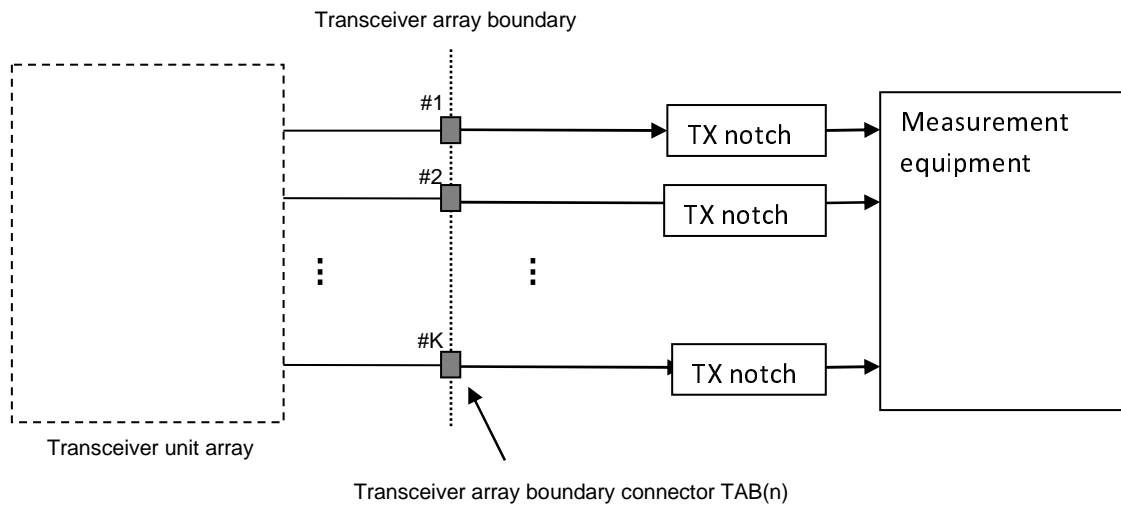 Transceiver array boundary
#1
TX notch
Measurement
equipment
#2
TX notch
#K
TX notch
Transceiver unit array
Transceiver array boundary connector TAB(n)